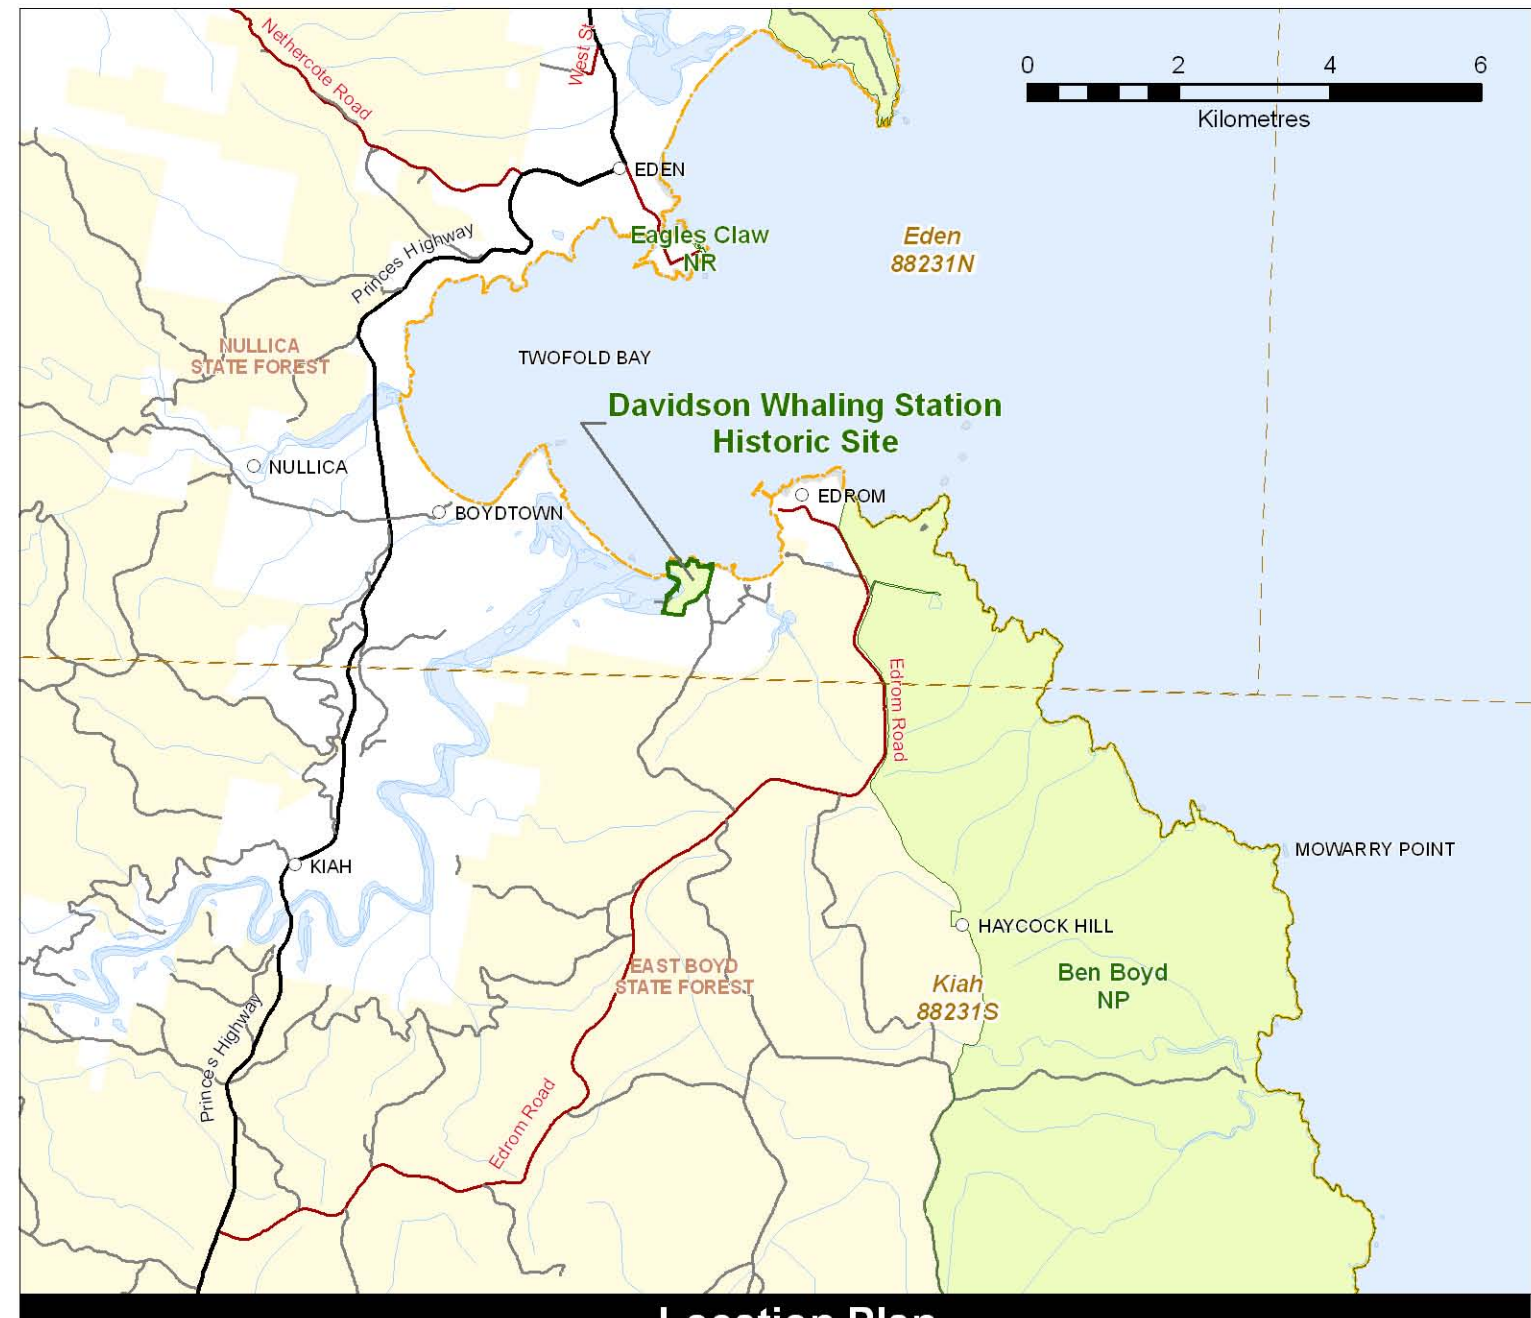 Nethercote Road
West St
0 2 4 6
Kilometres
EDEN
Princes Highway
Eagles Claw
NR
Eden
88231N
NULLICA
STATE FOREST
TWOFOLD BAY
Davidson Whaling Station
Historic Site
NULLICA
EDROM
BOYDTOWN
Edrom Road
MOWARRY POINT
KIAH
HAYCOCK HILL
EAST BOYD
STATE FOREST
Kiah
88231S
Ben Boyd
NP
Princes Highway
Edrom Road
Location Plan